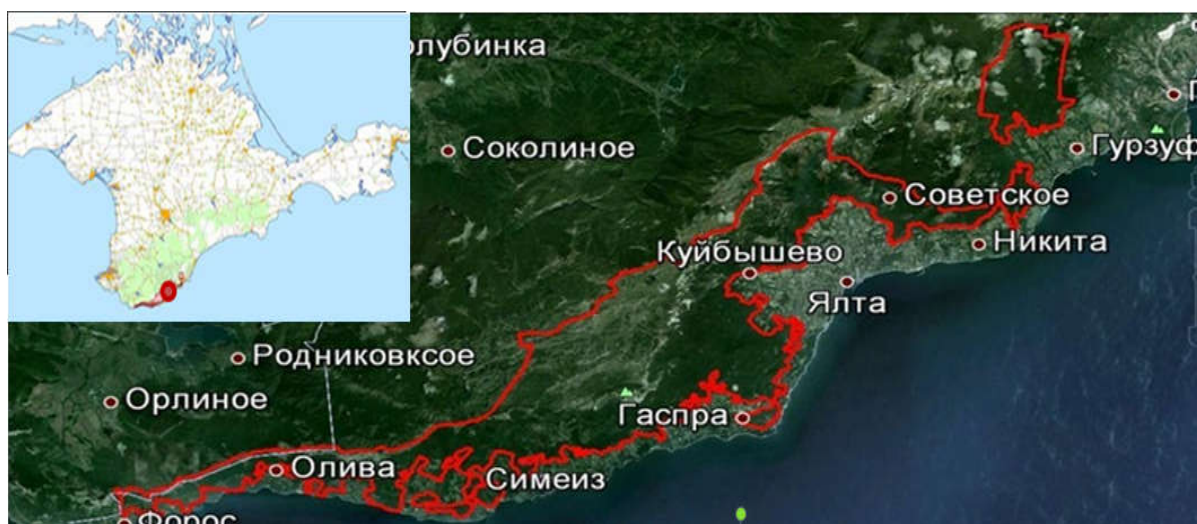 олубинка
Соколиное
Гурзуф
Советское
Никита
Куйбышево
Ялта
Родниковксое
Орлиное
Гаспра
Олива
Симеиз
Форос